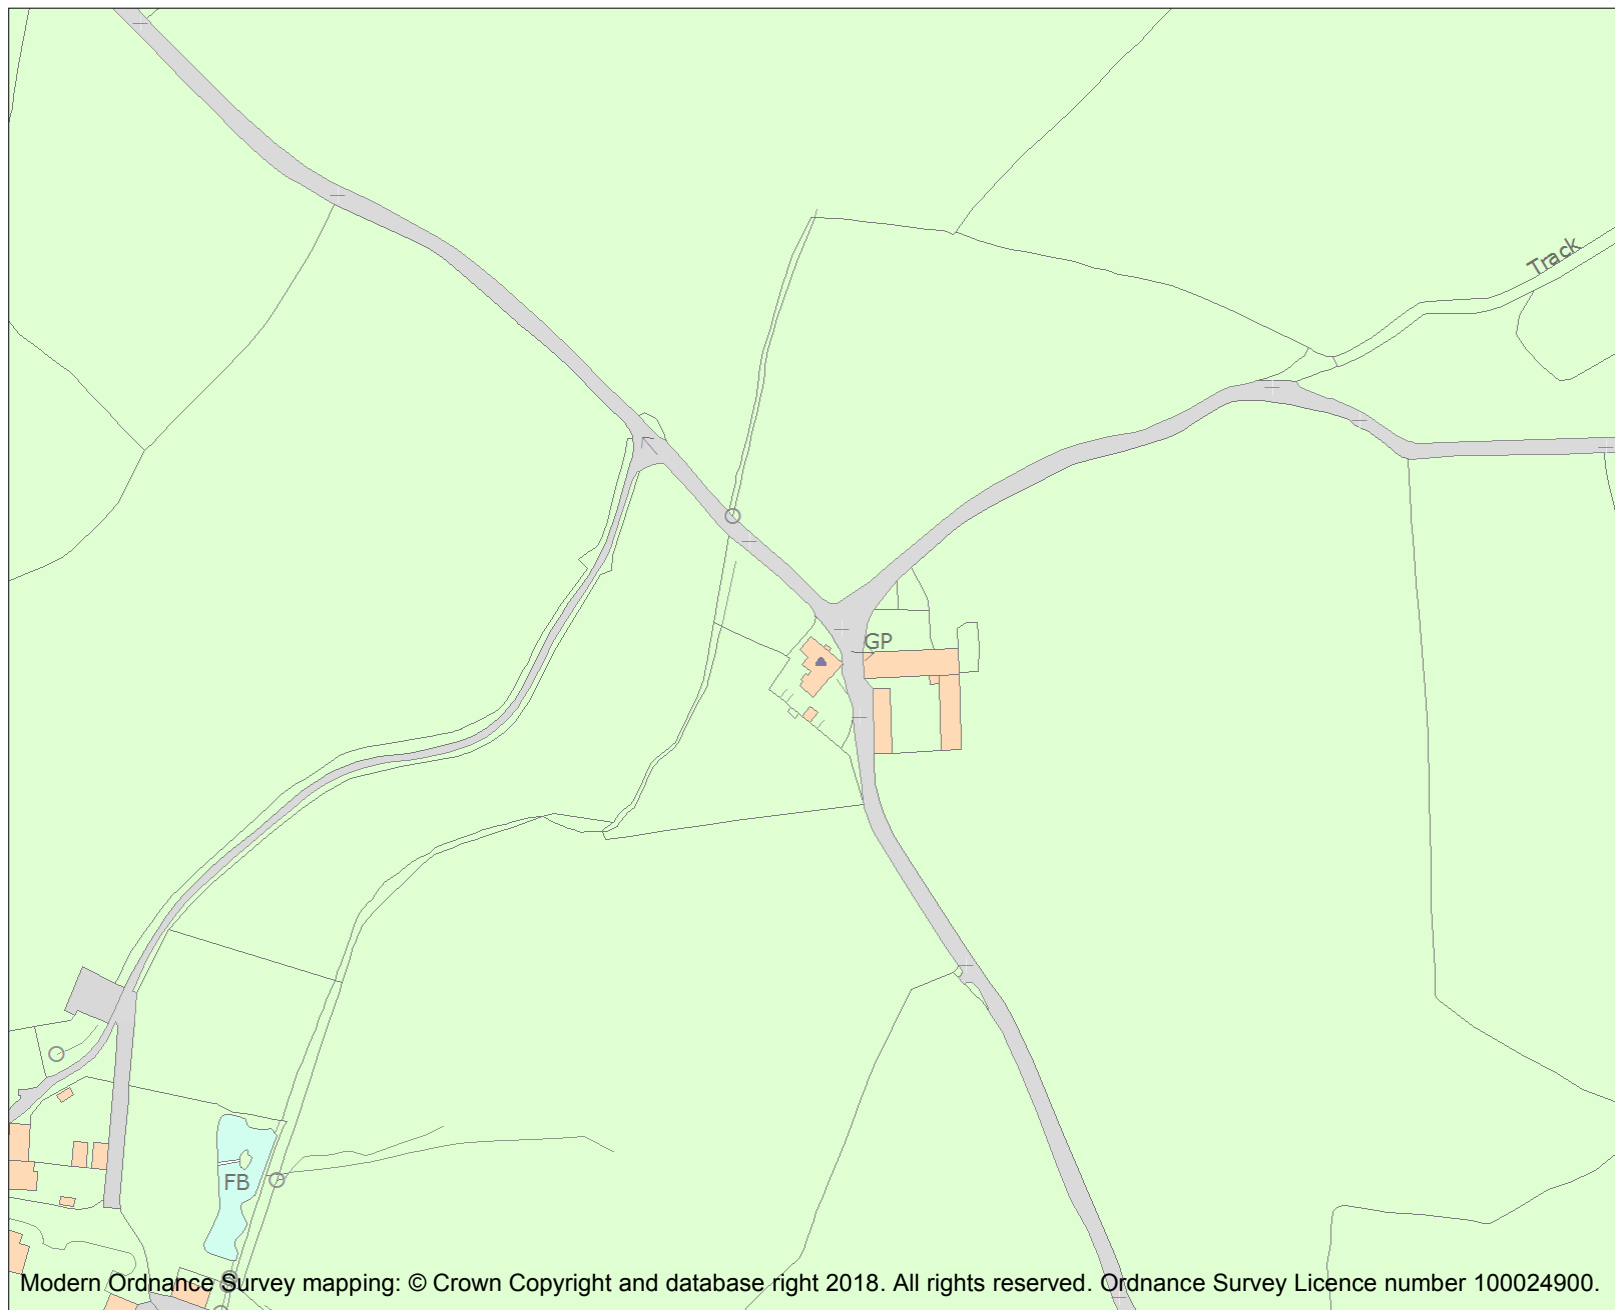 Track
GP
FB
Modern Ordnance Survey mapping: © Crown Copyright and database right 2018. All rights reserved. Ordnance Survey Licence number 100024900.